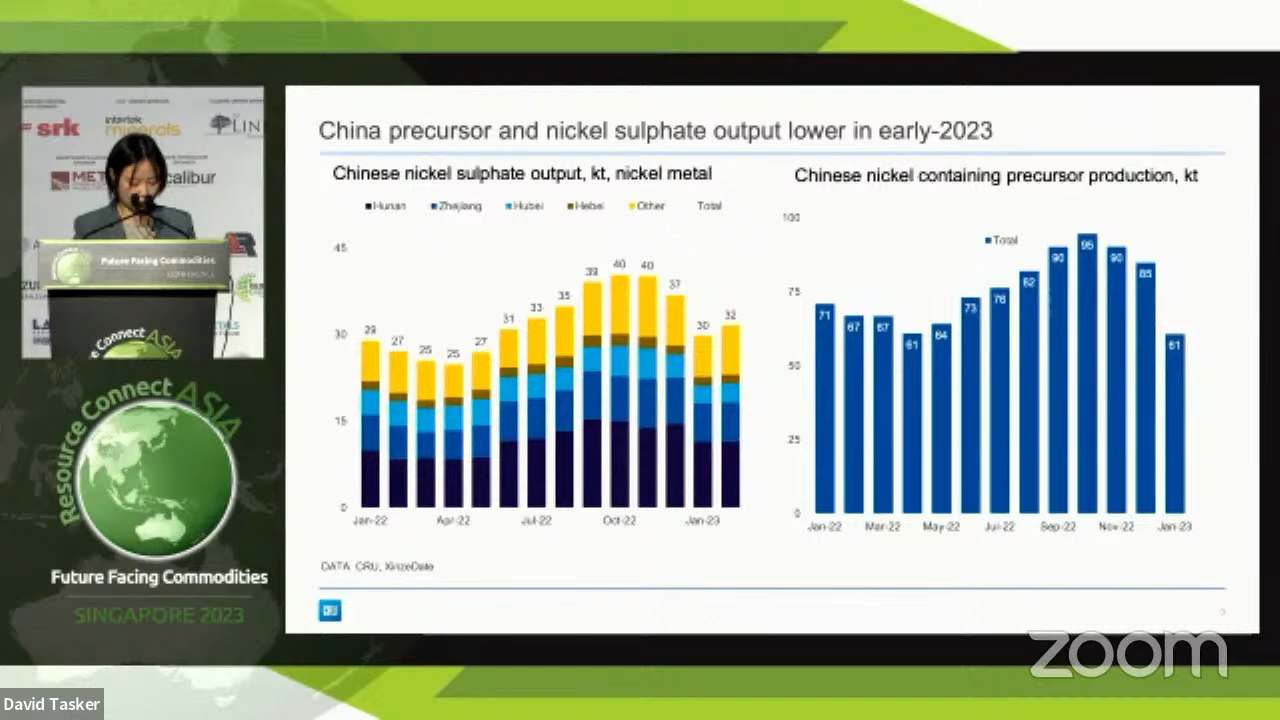 China precursor and nickel sulphate output lower in early-2023
Chinese nickel sulphate output, kt, nickel metal
Hunan Zhejiang Hubei Hebei Other Total
45
30
15
0
29 27 25 25 27 31 33 35 39 40 40 37 30 32
Jan-22 Apr-22 Jul-22 Oct-22 Jan-23
Chinese nickel containing precursor production, kt
100
75
50
25
0
Total
71 67 67 61 64 73 76 82 90 95 90 85 61
Jan-22 Mar-22 May-22 Jul-22 Sep-22 Nov-22 Jan-23
DATA: CRU, XinzeData
CRU
srk
intertek
minerals
Future Facing Commodities
CONFERENCE
Resource Connect ASIA
Future Facing Commodities
SINGAPORE 2023
zoom
David Tasker